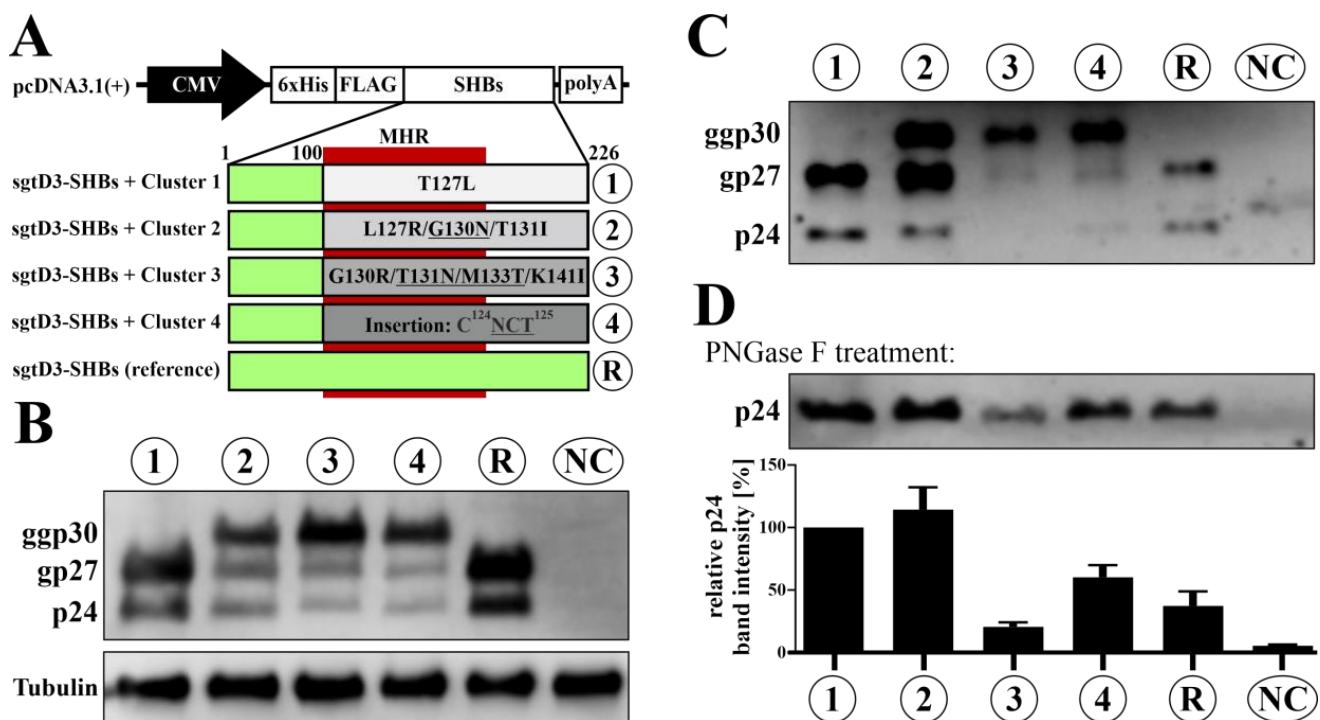 A
pcDNA3.1(+) CMV 6xHis FLAG SHBs polyA
MHR
1 100 226
sgtD3-SHBs + Cluster 1 T127L 1
sgtD3-SHBs + Cluster 2 L127R/G130N/T131I 2
sgtD3-SHBs + Cluster 3 G130R/T131N/M133T/K141I 3
sgtD3-SHBs + Cluster 4 Insertion: C¹²⁴NCT¹²⁵ 4
sgtD3-SHBs (reference) R
B
1 2 3 4 R NC
ggp30
gp27
p24
Tubulin
C
1 2 3 4 R NC
ggp30
gp27
p24
D
PNGase F treatment:
p24
relative p24
band intensity [%]
150
100
50
0
1 2 3 4 R NC